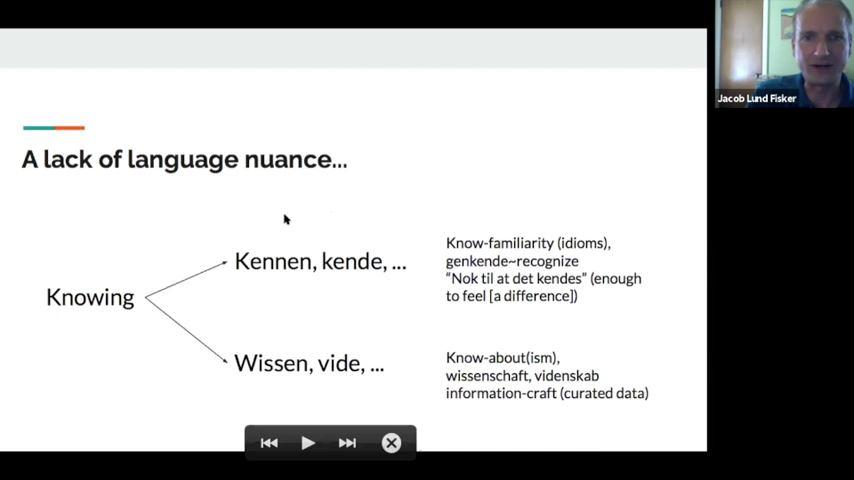 Jacob Lund Fisker
A lack of language nuance...
Knowing
Kennen, kende, ...
Know-familiarity (idioms),
genkende~recognize
“Nok til at det kendes” (enough
to feel [a difference])
Wissen, vide, ...
Know-about(ism),
wissenschaft, videnskab
information-craft (curated data)